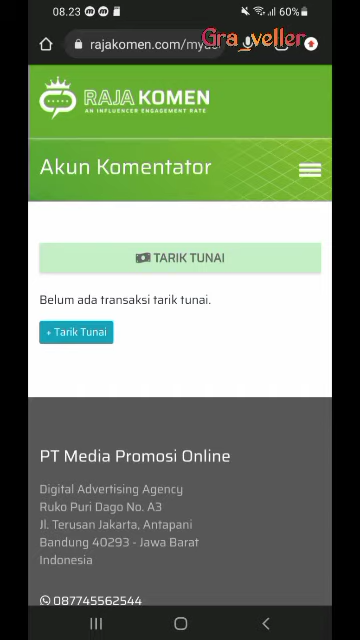 08.23
60%
rajakomen.com/my
Gra_veller
RAJA KOMEN
AN INFLUENCER ENGAGEMENT RATE
Akun Komentator
TARIK TUNAI
Belum ada transaksi tarik tunai.
+ Tarik Tunai
PT Media Promosi Online
Digital Advertising Agency
Ruko Puri Dago No. A3
Jl. Terusan Jakarta, Antapani
Bandung 40293 - Jawa Barat
Indonesia
087745562544